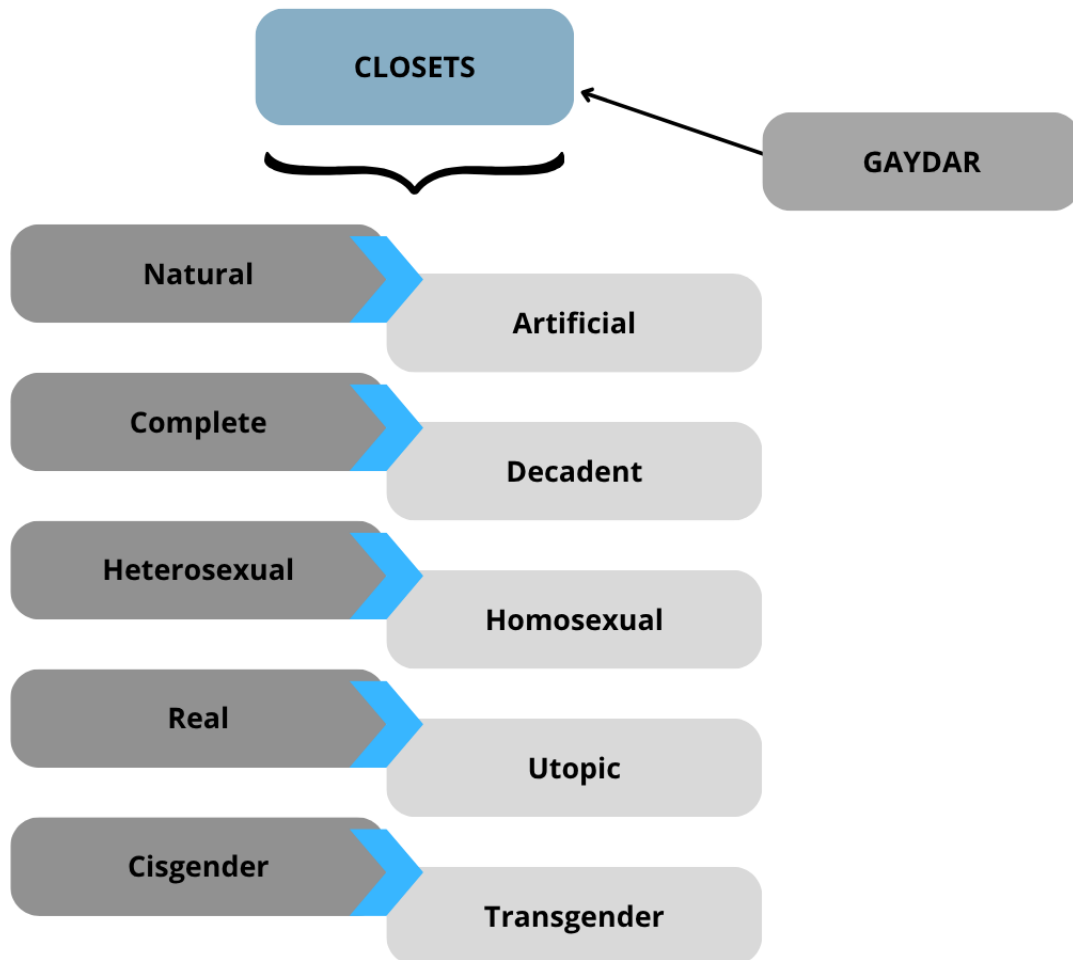 CLOSETS
GAYDAR
Natural
Artificial
Complete
Decadent
Heterosexual
Homosexual
Real
Utopic
Cisgender
Transgender